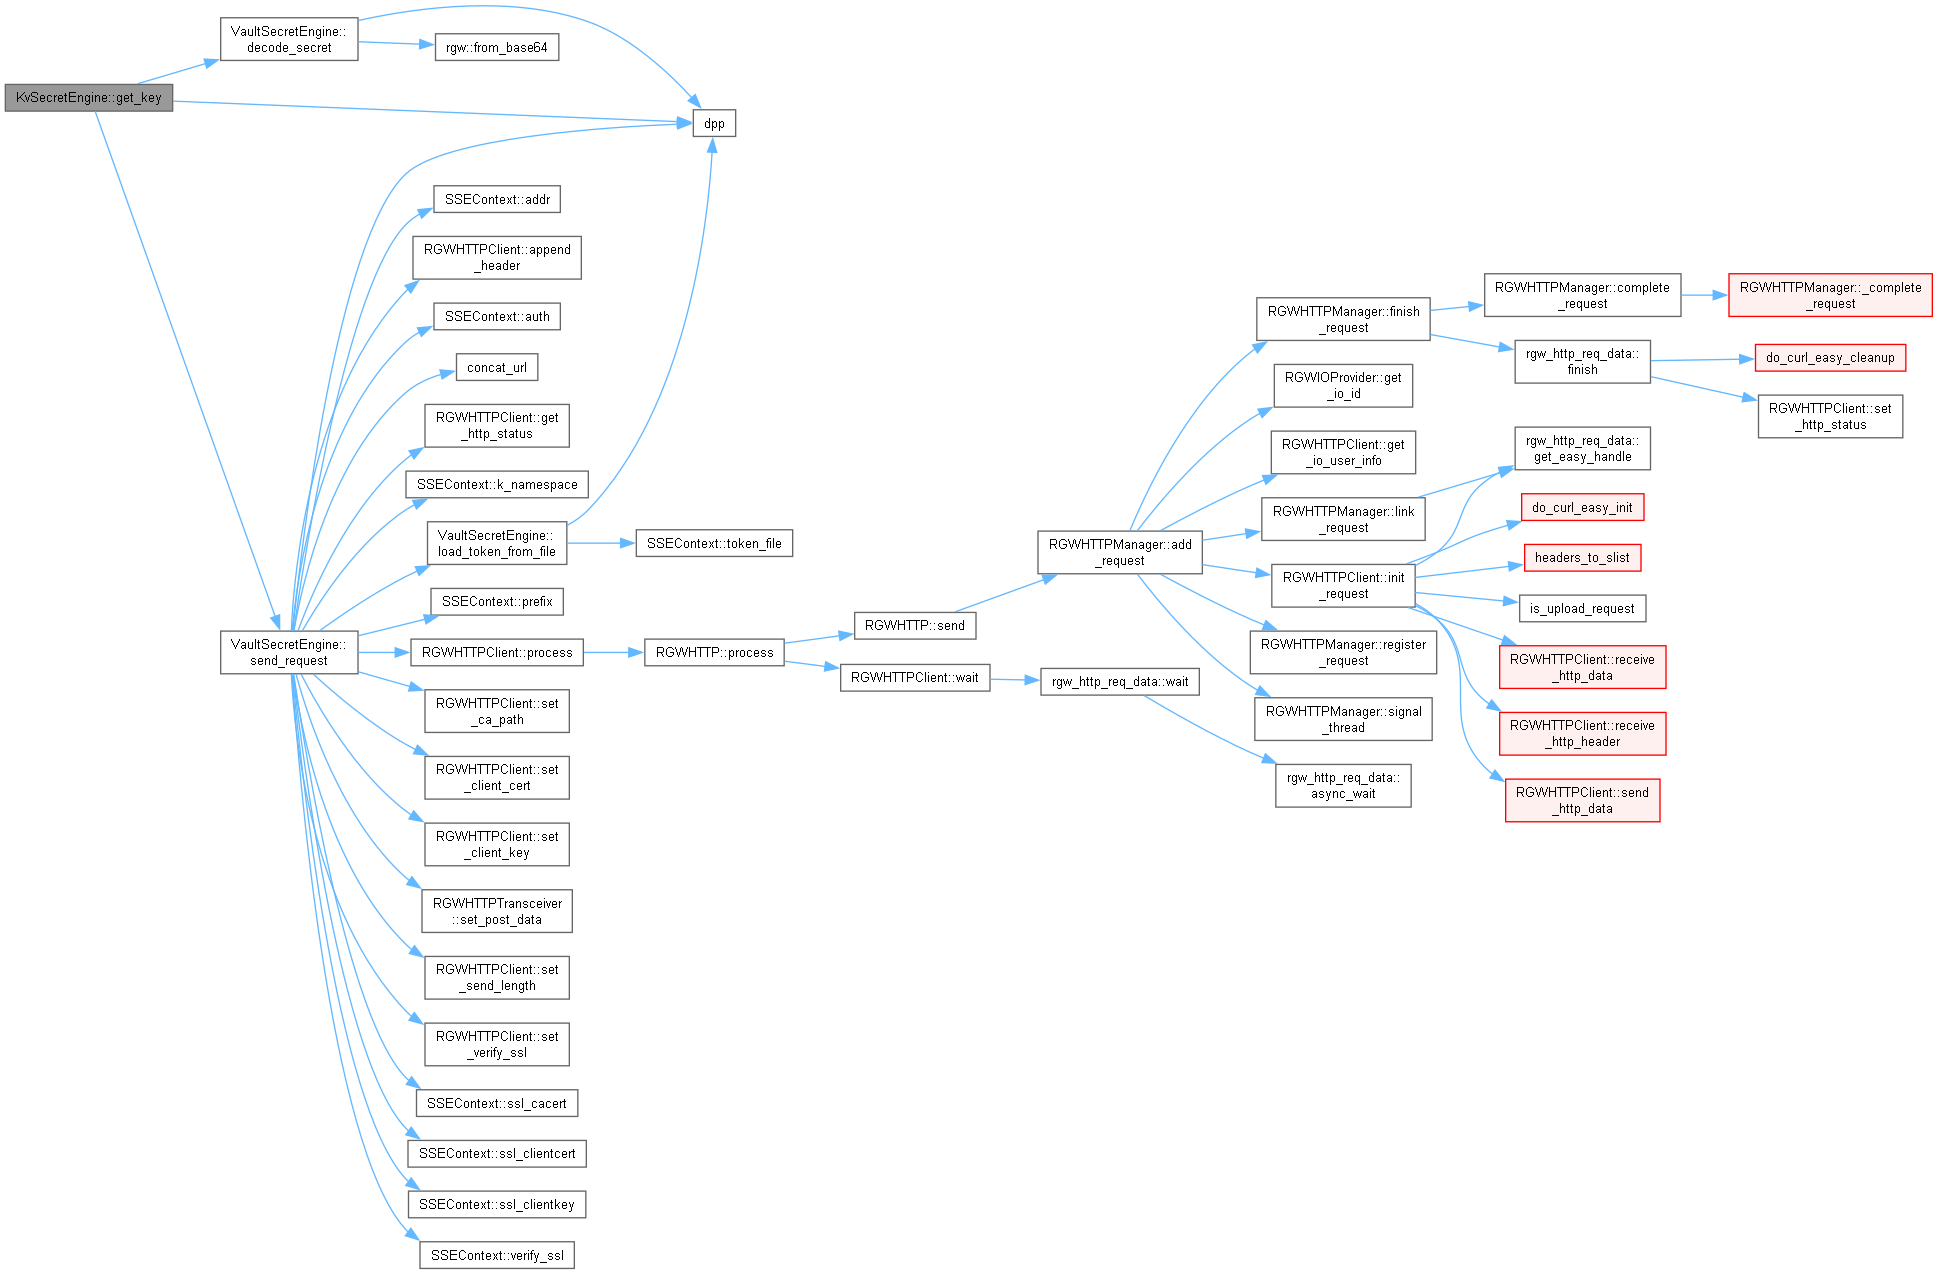 KvSecretEngine::get_key
VaultSecretEngine::
decode_secret
rgw::from_base64
dpp
SSEContext::addr
RGWHTTPClient::append
_header
SSEContext::auth
concat_url
RGWHTTPClient::get
_http_status
SSEContext::k_namespace
VaultSecretEngine::
load_token_from_file
SSEContext::token_file
SSEContext::prefix
VaultSecretEngine::
send_request
RGWHTTPClient::process
RGWHTTPClient::set
_ca_path
RGWHTTPClient::set
_client_cert
RGWHTTPClient::set
_client_key
RGWHTTPTransceiver
::set_post_data
RGWHTTPClient::set
_send_length
RGWHTTPClient::set
_verify_ssl
SSEContext::ssl_cacert
SSEContext::ssl_clientcert
SSEContext::ssl_clientkey
SSEContext::verify_ssl
RGWHTTP::process
RGWHTTP::send
RGWHTTPClient::wait
RGWHTTPManager::add
_request
rgw_http_req_data::wait
RGWHTTPManager::finish
_request
RGWIOProvider::get
_io_id
RGWHTTPClient::get
_io_user_info
RGWHTTPManager::link
_request
RGWHTTPClient::init
_request
RGWHTTPManager::register
_request
RGWHTTPManager::signal
_thread
rgw_http_req_data::
async_wait
RGWHTTPManager::complete
_request
rgw_http_req_data::
finish
rgw_http_req_data::
get_easy_handle
do_curl_easy_init
headers_to_slist
is_upload_request
RGWHTTPClient::receive
_http_data
RGWHTTPClient::receive
_http_header
RGWHTTPClient::send
_http_data
RGWHTTPManager::_complete
_request
do_curl_easy_cleanup
RGWHTTPClient::set
_http_status